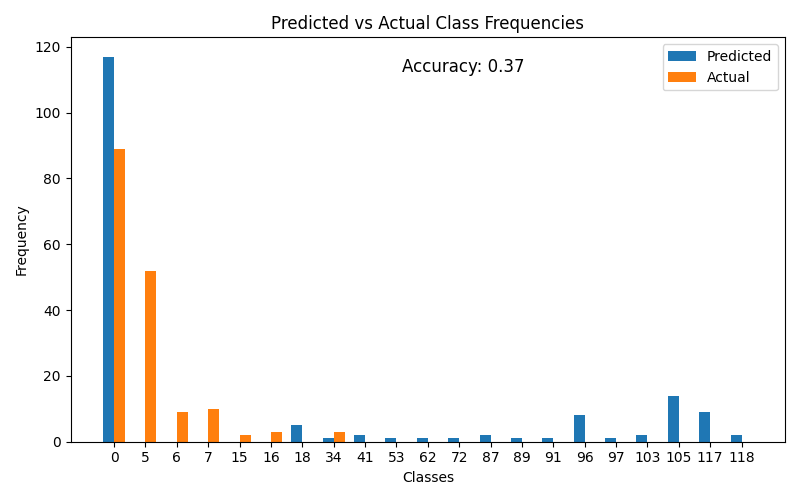 Predicted vs Actual Class Frequencies
Accuracy: 0.37
Predicted
Actual
Frequency
120
100
80
60
40
20
0
0 5 6 7 15 16 18 34 41 53 62 72 87 89 91 96 97 103 105 117 118
Classes